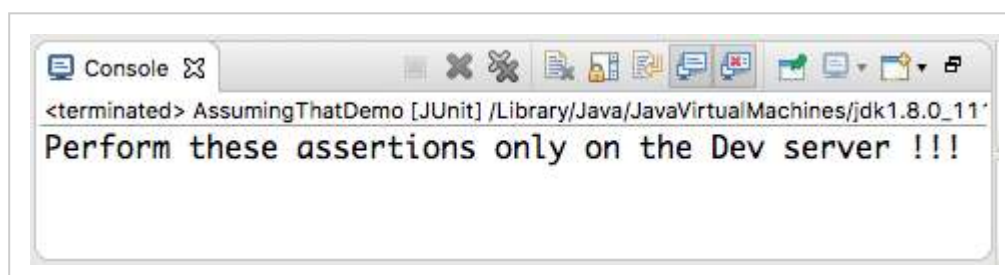 Console
<terminated> AssumingThatDemo [JUnit] /Library/Java/JavaVirtualMachines/jdk1.8.0_11
Perform these assertions only on the Dev server !!!